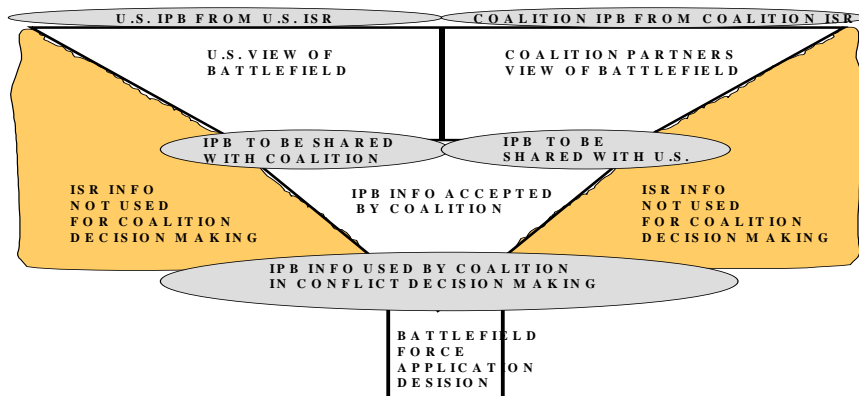 U.S. IPB FROM U.S. ISR
COALITION IPB FROM COALITION ISR
U.S. VIEW OF
BATTLEFIELD
COALITION PARTNERS
VIEW OF BATTLEFIELD
IPB TO BE SHARED
WITH COALITION
IPB TO BE
SHARED WITH U.S.
ISR INFO
NOT USED
FOR COALITION
DECISION MAKING
IPB INFO ACCEPTED
BY COALITION
ISR INFO
NOT USED
FOR COALITION
DECISION MAKING
IPB INFO USED BY COALITION
IN CONFLICT DECISION MAKING
BATTLEFIELD
FORCE
APPLICATION
DESISION